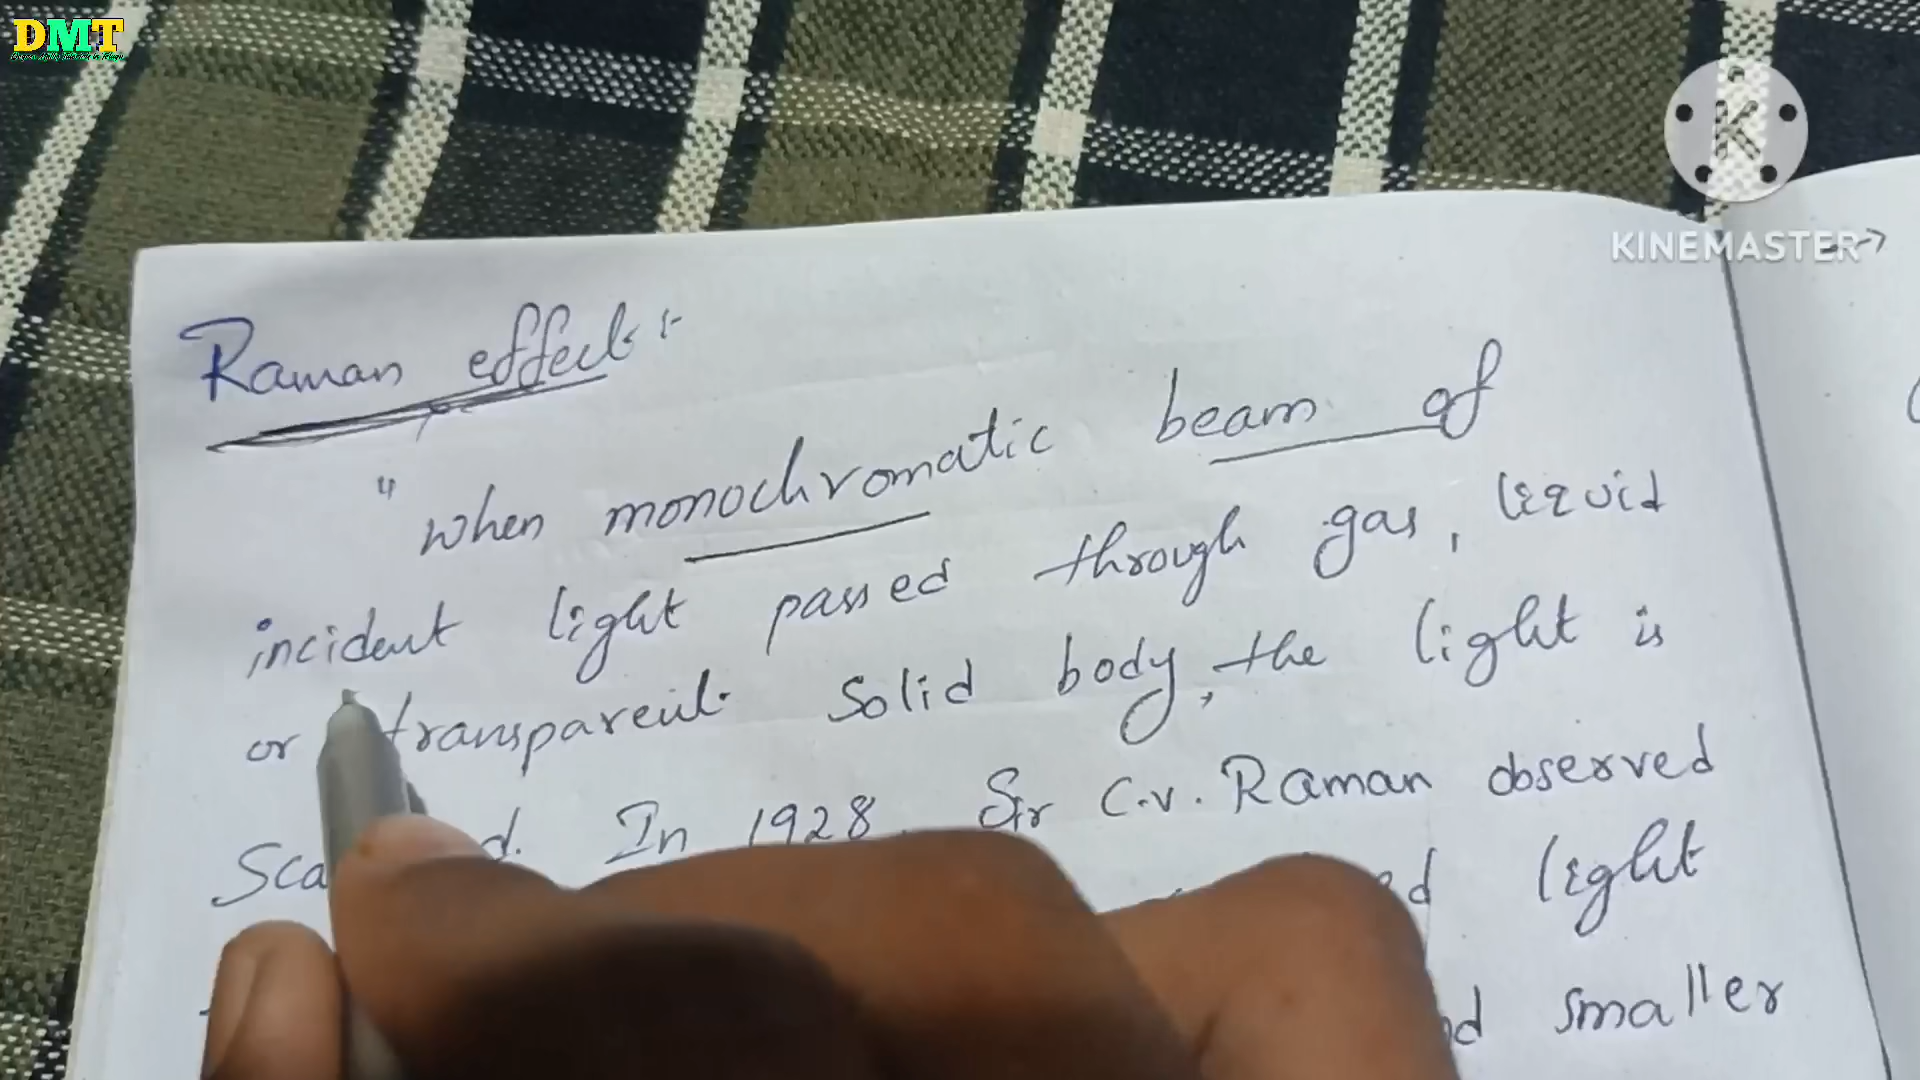 DMT
KINEMASTER
Raman effect :-
" when monochromatic beam of
incident light passed through gas, liquid
or transparent solid body, the light is
d. In 1928, Sir C.V. Raman observed
light
smaller